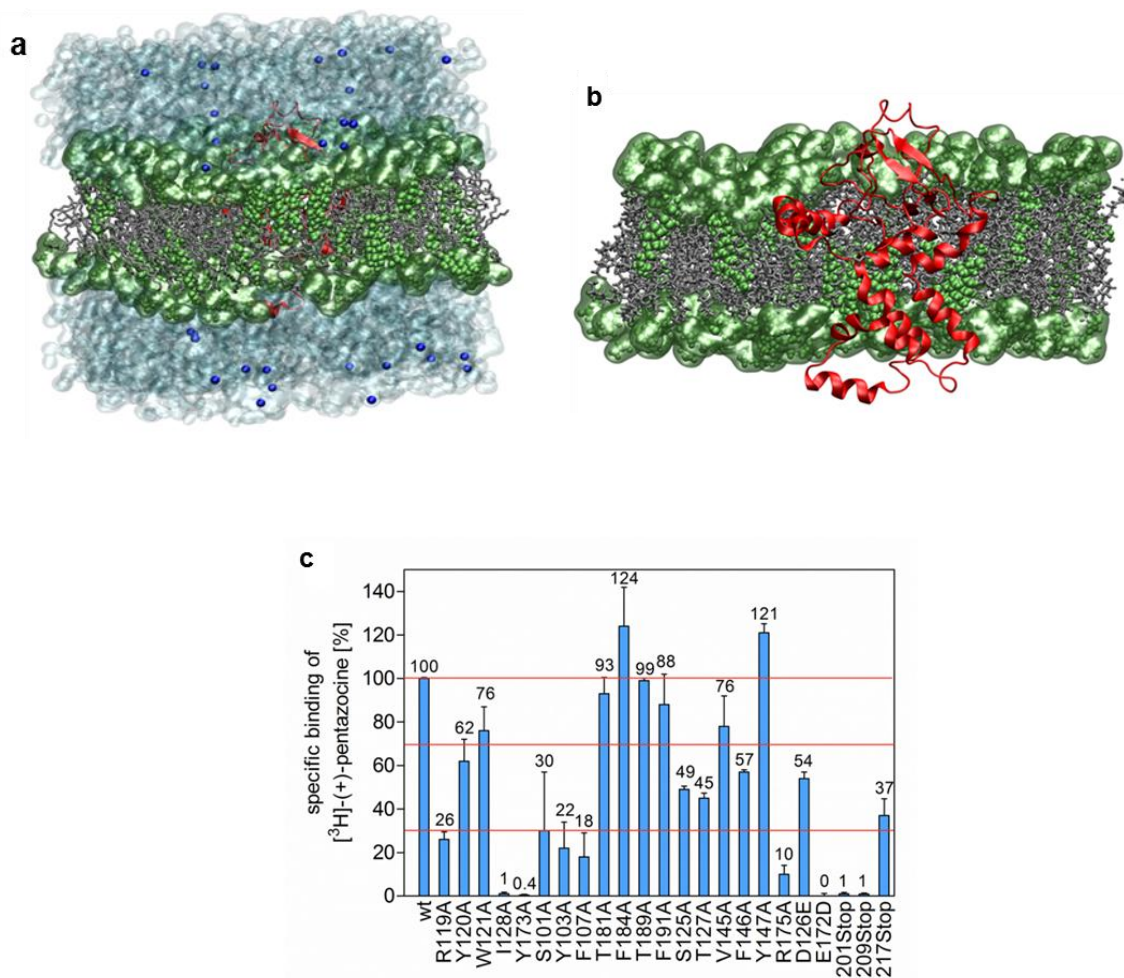 a
b
c
specific binding of
[³H]-(+)-pentazocine [%]
140
120
100
80
60
40
20
0
100
26
62
76
1
0.4
30
22
18
93
124
99
88
49
45
76
57
121
10
54
0
1
1
37
wt
R119A
Y120A
W121A
I128A
Y173A
S101A
Y103A
F107A
T181A
F184A
T189A
F191A
S125A
T127A
V145A
F146A
Y147A
R175A
D126E
E172D
201Stop
209Stop
217Stop